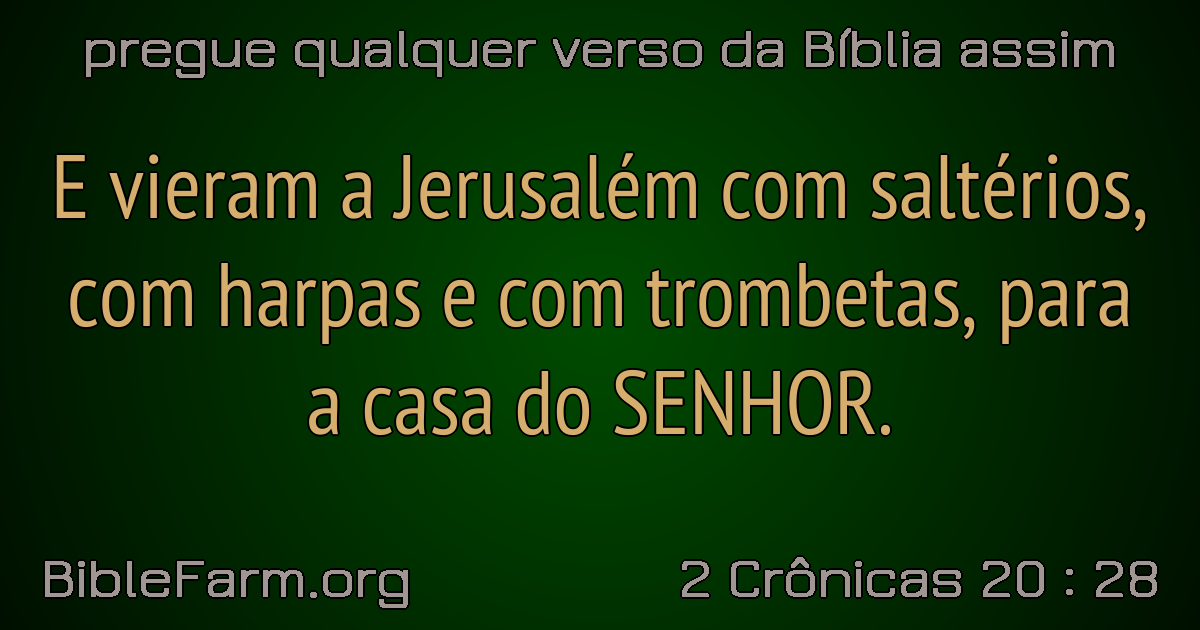 pregue qualquer verso da Bíblia assim
E vieram a Jerusalém com saltérios,
com harpas e com trombetas, para
a casa do SENHOR.
BibleFarm.org
2 Crônicas 20 : 28